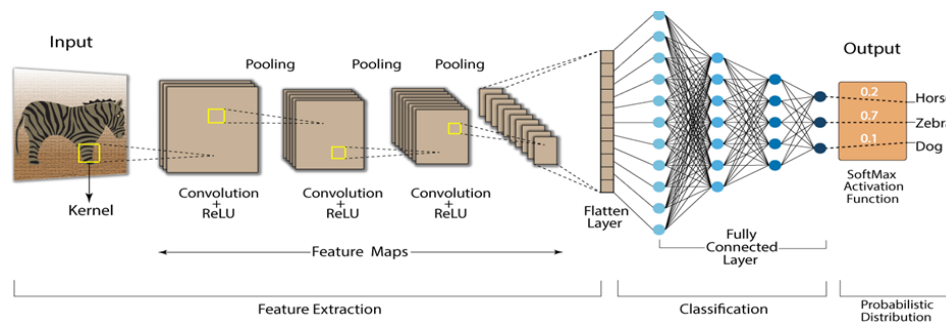 Input
Pooling
Pooling
Pooling
Output
0.2
Horse
0.7
Zebra
0.1
Dog
SoftMax
Activation
Function
Kernel
Convolution
+
ReLU
Convolution
+
ReLU
Convolution
+
ReLU
Flatten
Layer
Fully
Connected
Layer
Feature Maps
Feature Extraction
Classification
Probabilistic
Distribution